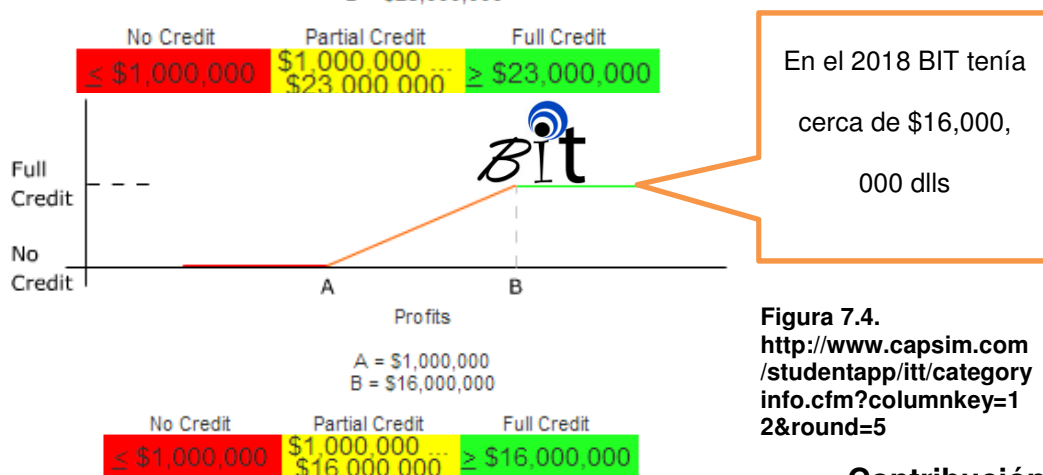 No Credit Partial Credit Full Credit
≤ $1,000,000 $1,000,000 ... $23,000,000 ≥ $23,000,000
En el 2018 BIT tenía
cerca de $16,000,
000 dlls
Bit
Full
Credit
No
Credit
A B
Profits
A = $1,000,000
B = $16,000,000
No Credit Partial Credit Full Credit
≤ $1,000,000 $1,000,000 ... $16,000,000 ≥ $16,000,000
Figura 7.4.
http://www.capsim.com
/studentapp/itt/category
info.cfm?columnkey=1
2&round=5
Contribución